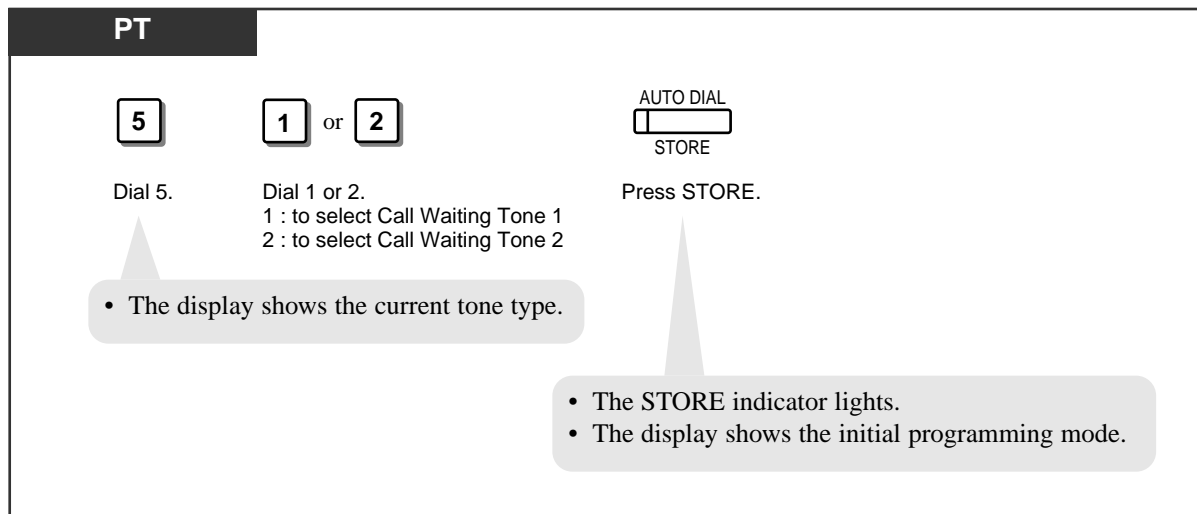 PT
5
1 or 2
AUTO DIAL
STORE
Dial 5.
Dial 1 or 2.
1 : to select Call Waiting Tone 1
2 : to select Call Waiting Tone 2
Press STORE.
• The display shows the current tone type.
• The STORE indicator lights.
• The display shows the initial programming mode.